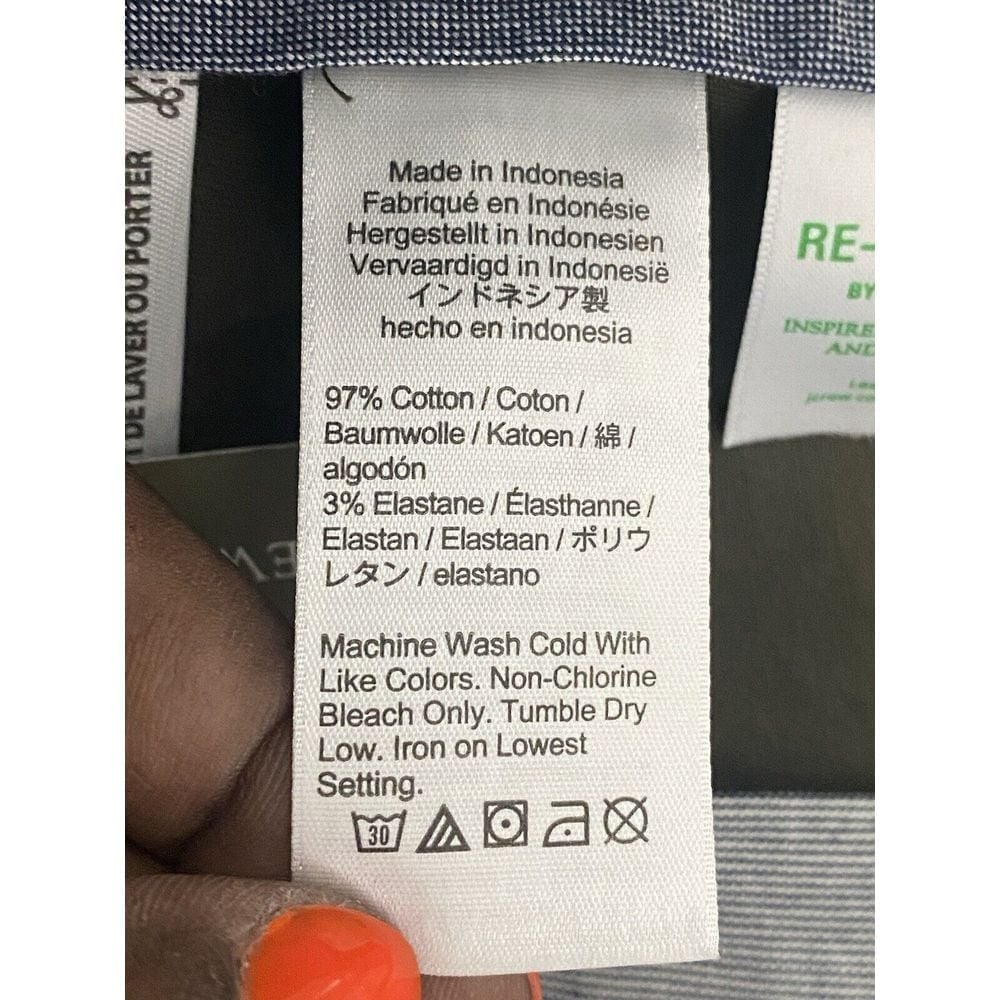 Made in Indonesia
Fabriqué en Indonésie
Hergestellt in Indonesien
Vervaardigd in Indonesië
インドネシア製
hecho en indonesia
97% Cotton / Coton /
Baumwolle / Katoen / 綿 /
algodón
3% Elastane / Élasthanne /
Elastan / Elastaan / ポリウ
レタン / elastano
Machine Wash Cold With
Like Colors. Non-Chlorine
Bleach Only. Tumble Dry
Low. Iron on Lowest
Setting.
30
DE LAVER OU PORTER
RE-
BY
INSPIRE
AND
jcrew.co